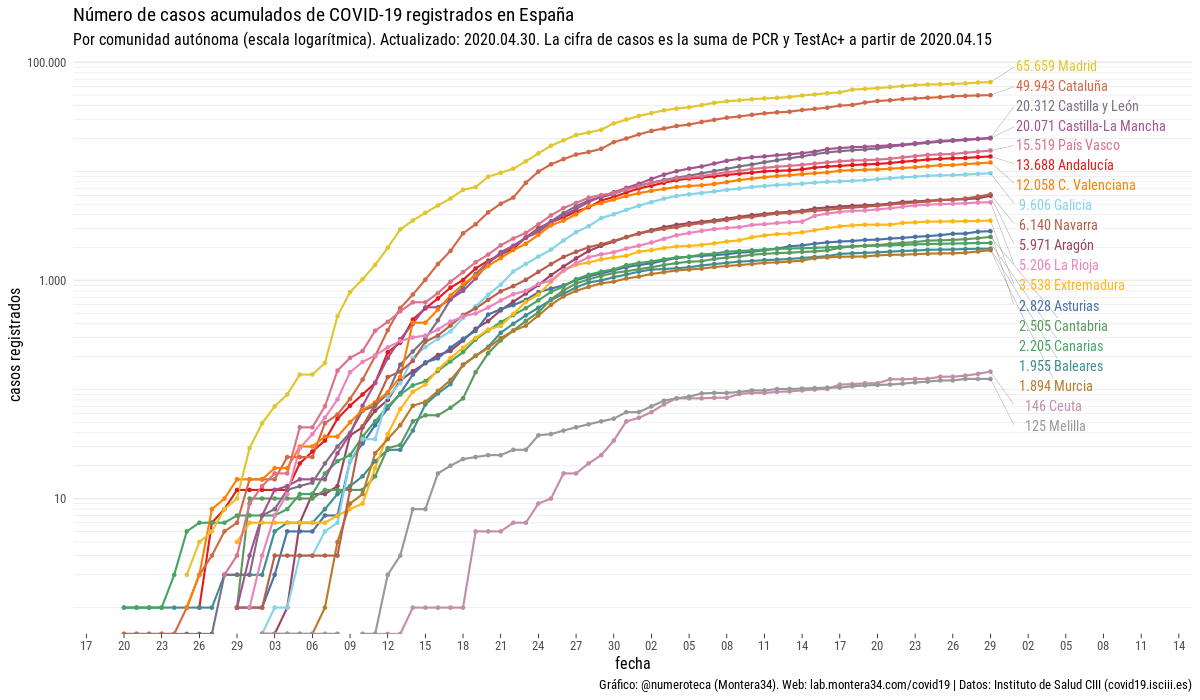 Número de casos acumulados de COVID-19 registrados en España
Por comunidad autónoma (escala logarítmica). Actualizado: 2020.04.30. La cifra de casos es la suma de PCR y TestAc+ a partir de 2020.04.15
100.000
1.000
10
casos registrados
65.659 Madrid
49.943 Cataluña
20.312 Castilla y León
20.071 Castilla-La Mancha
15.519 País Vasco
13.688 Andalucía
12.058 C. Valenciana
9.606 Galicia
6.140 Navarra
5.971 Aragón
5.206 La Rioja
3.538 Extremadura
2.828 Asturias
2.505 Cantabria
2.205 Canarias
1.955 Baleares
1.894 Murcia
146 Ceuta
125 Melilla
17 20 23 26 29 03 06 09 12 15 18 21 24 27 30 02 05 08 11 14 17 20 23 26 29 02 05 08 11 14
fecha
Gráfico: @numeroteca (Montera34). Web: lab.montera34.com/covid19 | Datos: Instituto de Salud CIII (covid19.isciii.es)